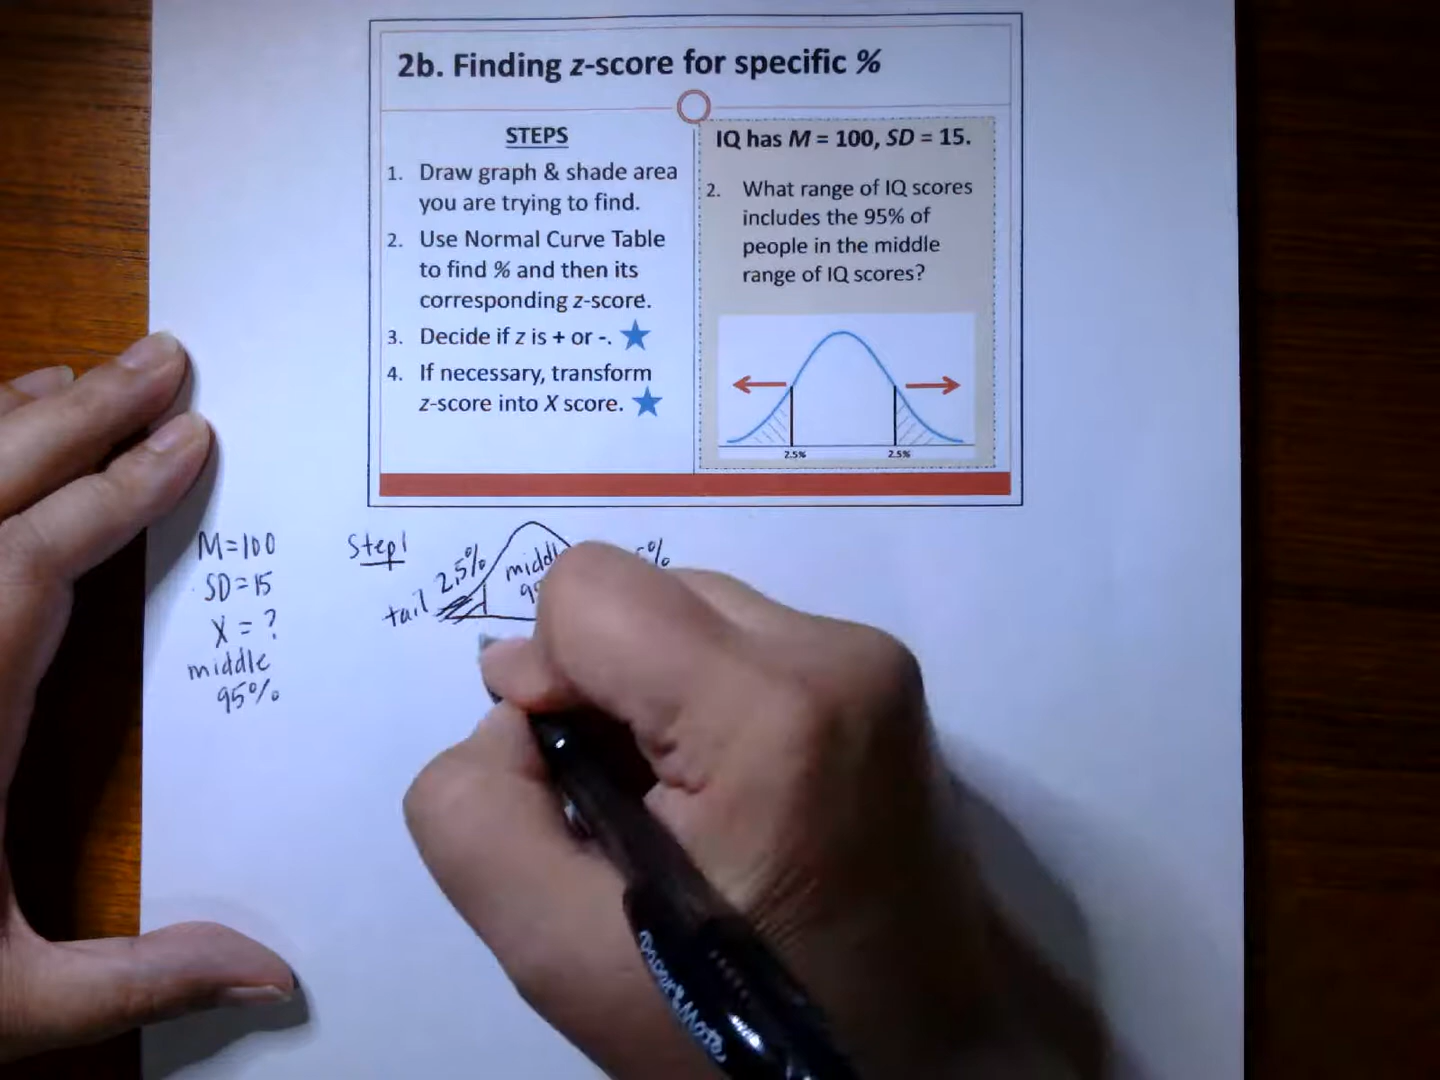 2b. Finding z-score for specific %
STEPS
1. Draw graph & shade area
you are trying to find.
2. Use Normal Curve Table
to find % and then its
corresponding z-score.
3. Decide if z is + or -.
4. If necessary, transform
z-score into X score.
IQ has M = 100, SD = 15.
2. What range of IQ scores
includes the 95% of
people in the middle
range of IQ scores?
2.5% 2.5%
M=100
SD=15
X = ?
middle
95%
Step 1
tail 2.5%